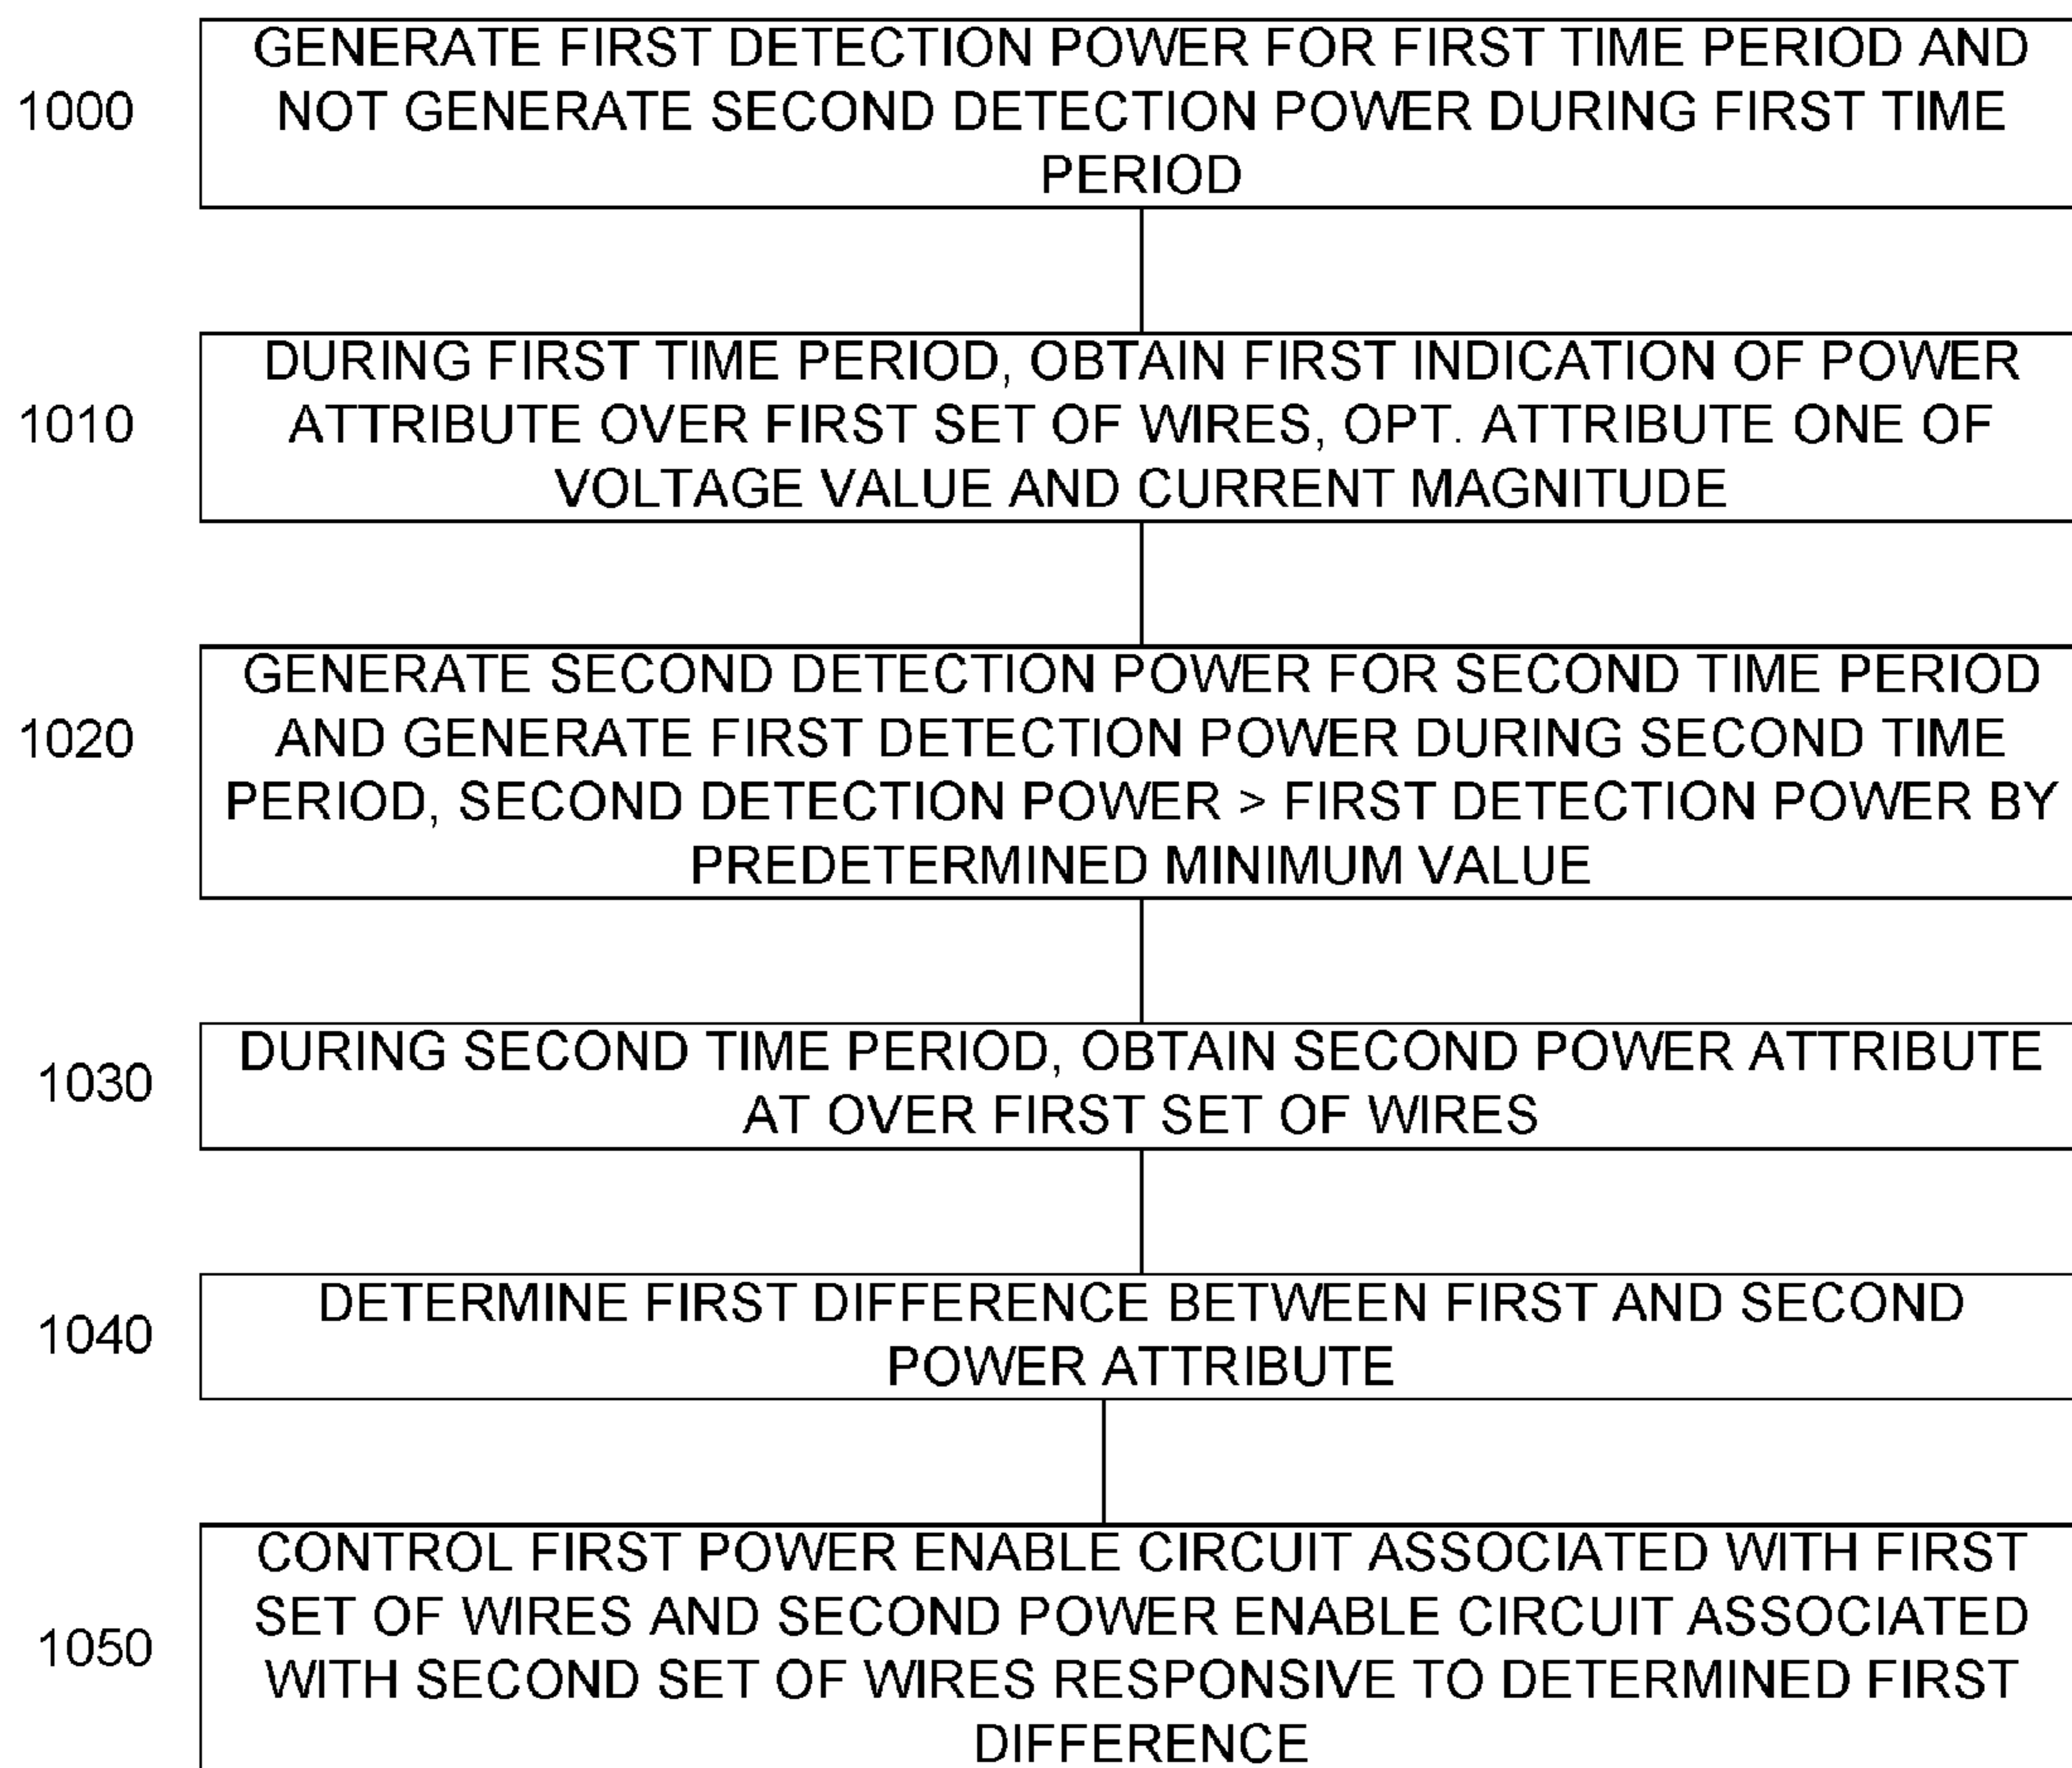 1000
GENERATE FIRST DETECTION POWER FOR FIRST TIME PERIOD AND
NOT GENERATE SECOND DETECTION POWER DURING FIRST TIME
PERIOD
1010
DURING FIRST TIME PERIOD, OBTAIN FIRST INDICATION OF POWER
ATTRIBUTE OVER FIRST SET OF WIRES, OPT. ATTRIBUTE ONE OF
VOLTAGE VALUE AND CURRENT MAGNITUDE
1020
GENERATE SECOND DETECTION POWER FOR SECOND TIME PERIOD
AND GENERATE FIRST DETECTION POWER DURING SECOND TIME
PERIOD, SECOND DETECTION POWER > FIRST DETECTION POWER BY
PREDETERMINED MINIMUM VALUE
1030
DURING SECOND TIME PERIOD, OBTAIN SECOND POWER ATTRIBUTE
AT OVER FIRST SET OF WIRES
1040
DETERMINE FIRST DIFFERENCE BETWEEN FIRST AND SECOND
POWER ATTRIBUTE
1050
CONTROL FIRST POWER ENABLE CIRCUIT ASSOCIATED WITH FIRST
SET OF WIRES AND SECOND POWER ENABLE CIRCUIT ASSOCIATED
WITH SECOND SET OF WIRES RESPONSIVE TO DETERMINED FIRST
DIFFERENCE